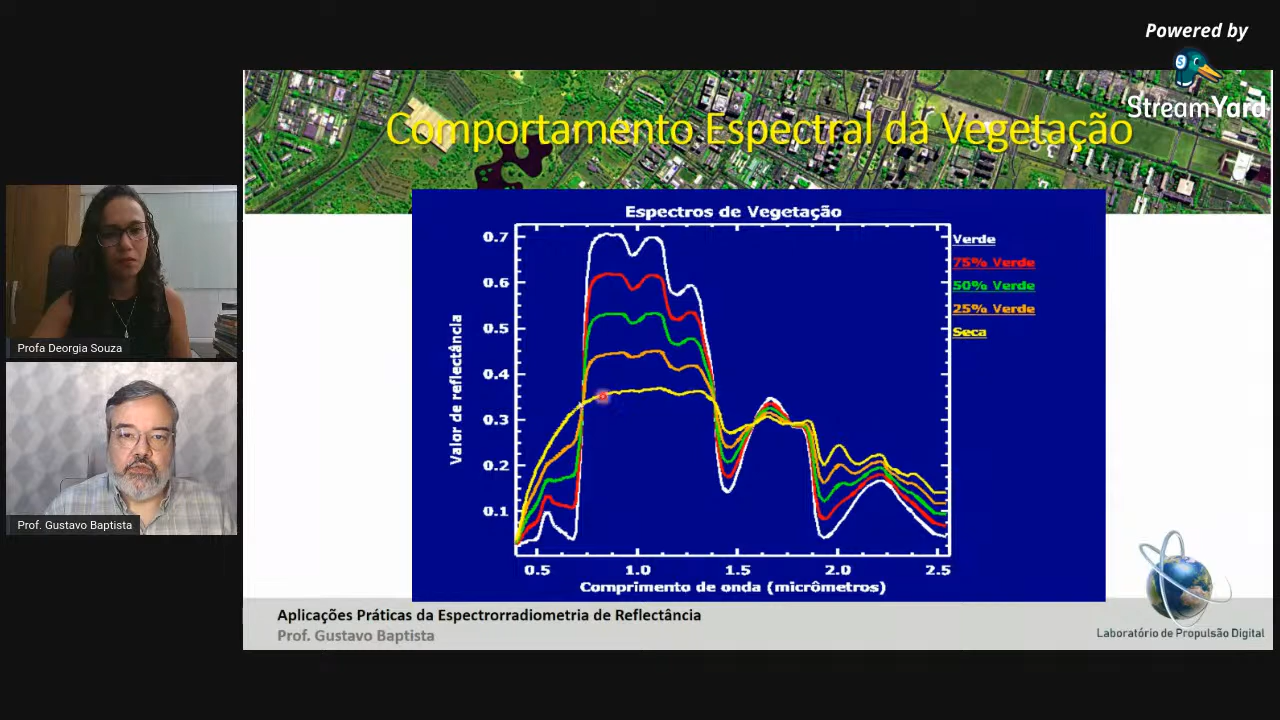 Powered by
StreamYard
Comportamento Espectral da Vegetação
Espectros de Vegetação
Valor de reflectância
0.7
0.6
0.5
0.4
0.3
0.2
0.1
0.5 1.0 1.5 2.0 2.5
Comprimento de onda (micrômetros)
Verde
75% Verde
50% Verde
25% Verde
Seca
Profa Deorgia Souza
Prof. Gustavo Baptista
Aplicações Práticas da Espectrorradiometria de Reflectância
Prof. Gustavo Baptista
Laboratório de Propulsão Digital